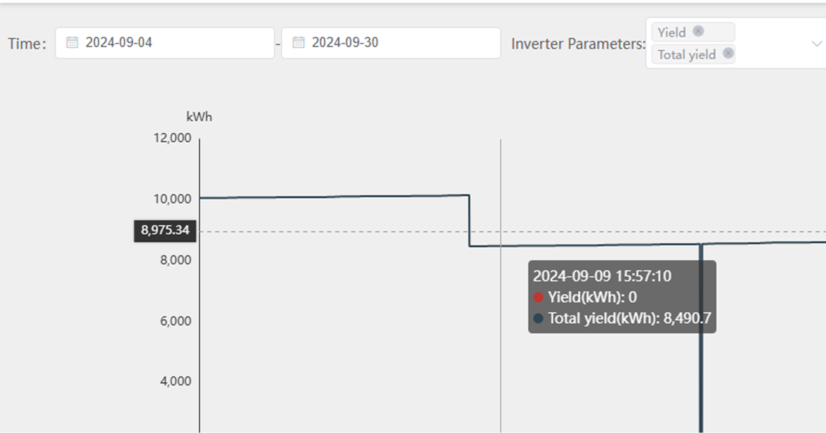 Time: 2024-09-04 - 2024-09-30 Inverter Parameters: Yield
Total yield
kWh
12,000
10,000
8,975.34
8,000
2024-09-09 15:57:10
Yield(kWh): 0
Total yield(kWh): 8,490.7
6,000
4,000